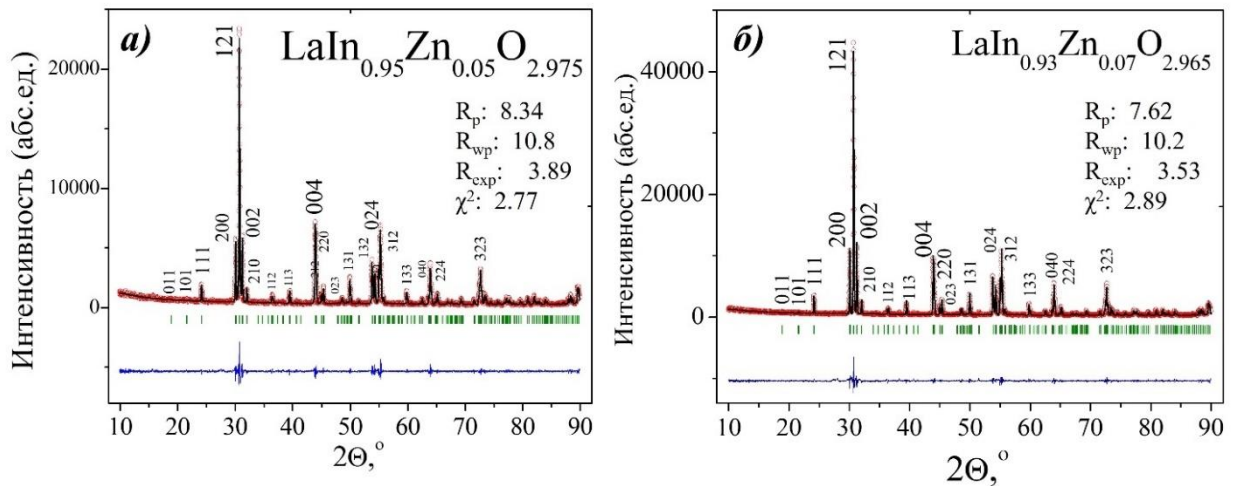 а)
LaIn0.95Zn0.05O2.975
Rp: 8.34
Rwp: 10.8
Rexp: 3.89
χ2: 2.77
Интенсивность (абс.ед.)
20000
10000
0
011
101
111
200
121
002
210
112
113
004
212
220
023
131
132
024
312
133
040
224
323
10 20 30 40 50 60 70 80 90
2Θ,°
б)
LaIn0.93Zn0.07O2.965
Rp: 7.62
Rwp: 10.2
Rexp: 3.53
χ2: 2.89
Интенсивность (абс.ед.)
40000
20000
0
011
101
111
200
121
002
210
112
113
004
220
023
131
024
312
133
040
224
323
10 20 30 40 50 60 70 80 90
2Θ,°